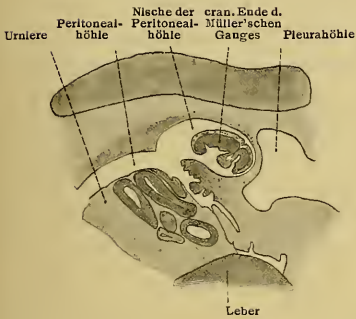 Nische der cran. Ende d.
Peritoneal- Peritoneal- Müller'schen
Urniere höhle höhle Ganges Pleurahöhle
Leber